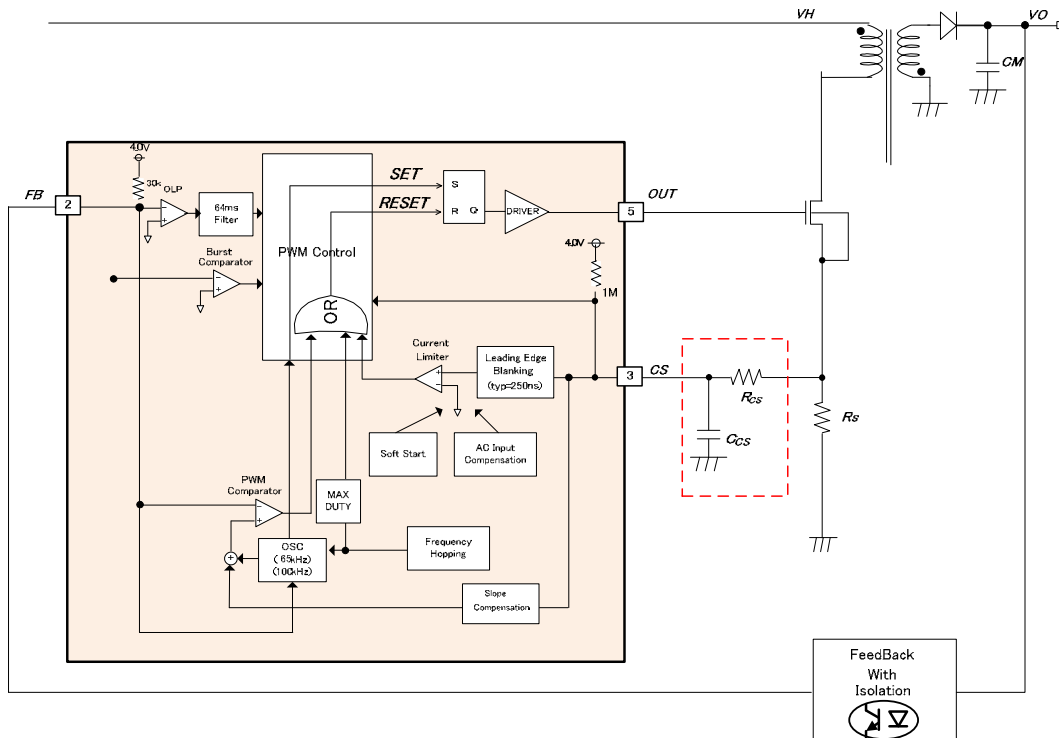 VH
VO
CM
4.0V
30k
OLP
FB
2
64ms
Filter
SET
RESET
S
R
Q
DRIVER
5
OUT
PWM Control
Burst
Comparator
4.0V
1M
OR
Current
Limiter
Leading Edge
Blanking
(typ=250ns)
3
CS
RCS
CCS
Rs
Soft Start
AC Input
Compensation
PWM
Comparator
MAX
DUTY
OSC
( 65kHz)
(100kHz)
Frequency
Hopping
Slope
Compensation
FeedBack
With
Isolation